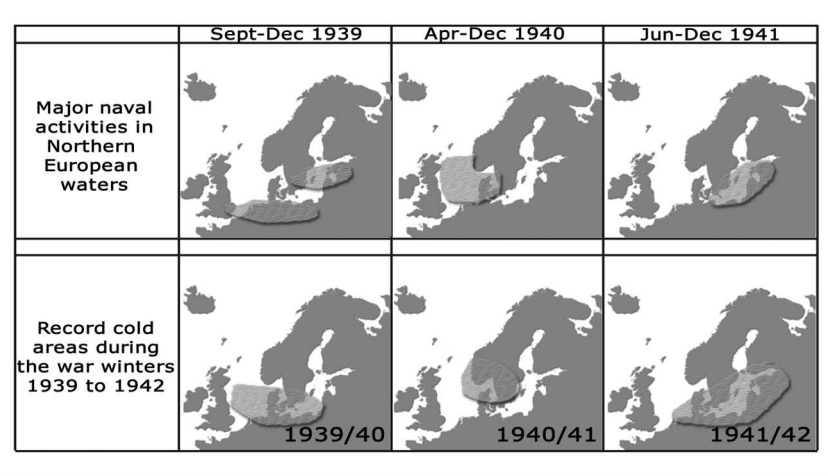 Sept-Dec 1939
Apr-Dec 1940
Jun-Dec 1941
Major naval
activities in
Northern
European
waters
Record cold
areas during
the war winters
1939 to 1942
1939/40
1940/41
1941/42